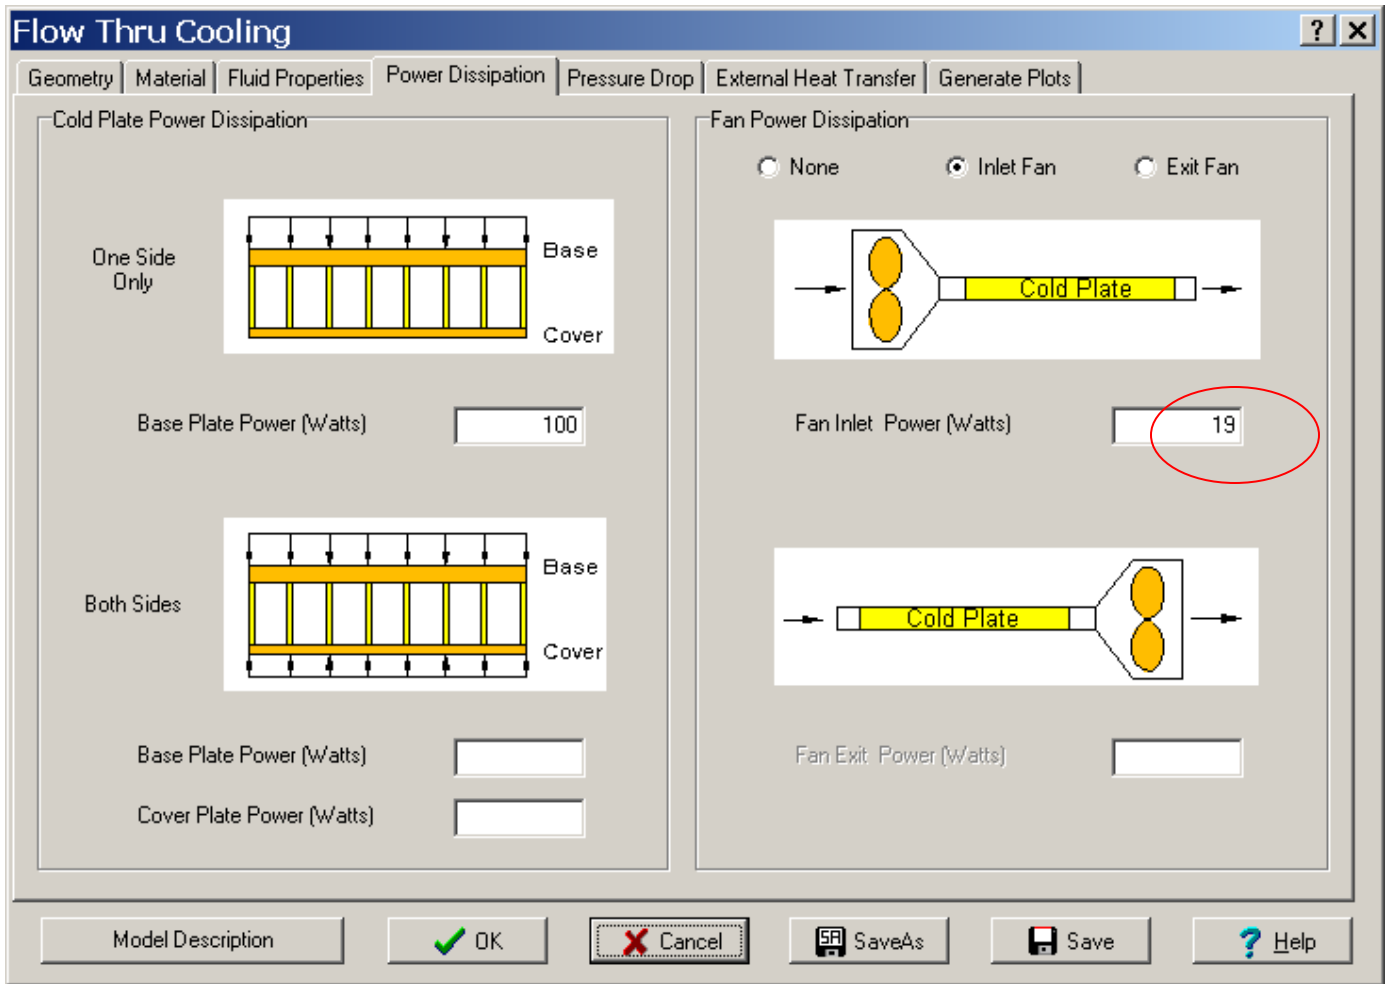 Flow Thru Cooling
Geometry Material Fluid Properties Power Dissipation Pressure Drop External Heat Transfer Generate Plots
Cold Plate Power Dissipation
One Side
Only
Base
Cover
Base Plate Power (Watts) 100
Both Sides
Base
Cover
Base Plate Power (Watts)
Cover Plate Power (Watts)
Fan Power Dissipation
None Inlet Fan Exit Fan
Cold Plate
Fan Inlet Power (Watts) 19
Cold Plate
Fan Exit Power (Watts)
Model Description OK Cancel SA SaveAs Save ? Help